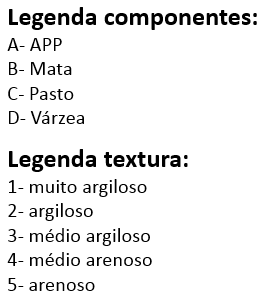 Legenda componentes:
A- APP
B- Mata
C- Pasto
D- Várzea
Legenda textura:
1- muito argiloso
2- argiloso
3- médio argiloso
4- médio arenoso
5- arenoso